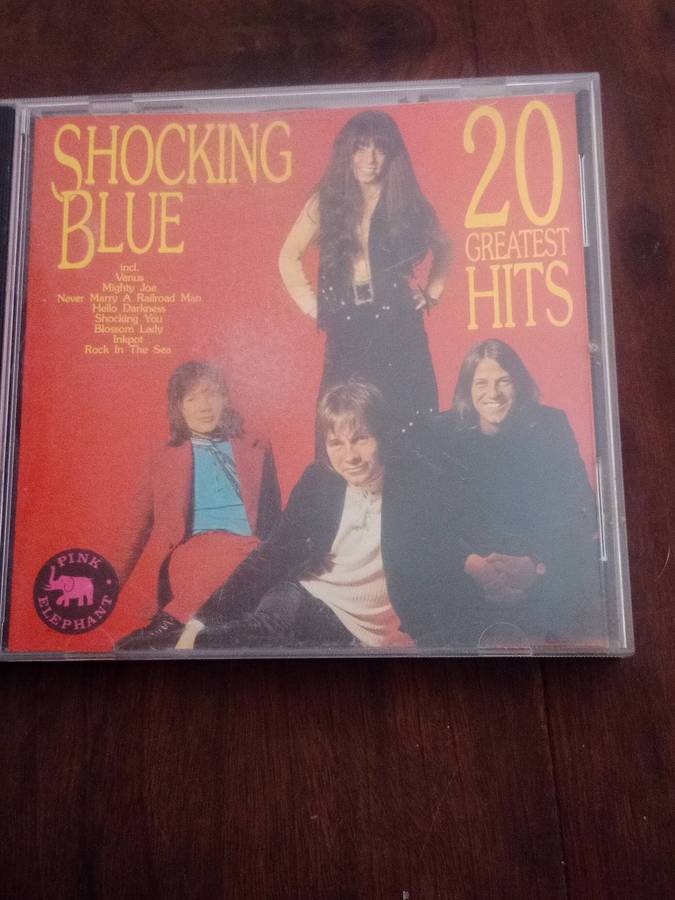 SHOCKING
BLUE
incl.
Venus
Mighty Joe
Never Marry A Railroad Man
Hello Darkness
Shocking You
Blossom Lady
Inkpot
Rock In The Sea
20
GREATEST
HITS
PINK
ELEPHANT